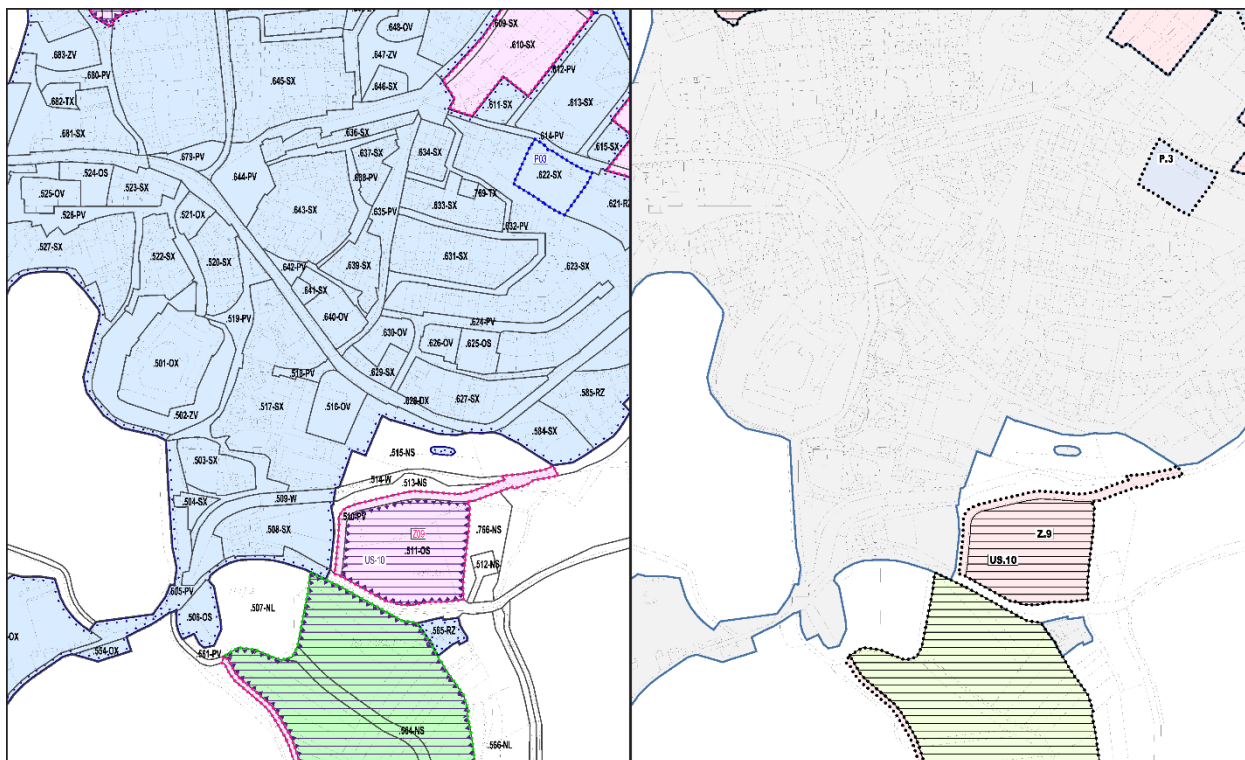 .648-OV
.609-SX
.610-SX
.683-ZV
.647-ZV
.680-PV
.645-SX
.612-PV
.646-SX
.682-TX
.611-SX
.613-SX
.681-SX
.636-SX
.614-PV
.679-PV
.637-SX
.634-SX
.615-SX
P03
.524-OS
.644-PV
.638-PV
.622-SX
.525-OV
.523-SX
.769-TX
.633-SX
.621-RZ
.526-PV
.521-OX
.643-SX
.635-PV
.632-PV
.527-SX
.522-SX
.520-SX
.642-PV
.639-SX
.631-SX
.623-SX
.641-SX
.519-PV
.640-OV
.624-PV
.630-OV
.626-OV
.625-OS
.501-OX
.518-PV
.629-SX
.585-RZ
.502-ZV
.517-SX
.516-OV
.628-DX
.627-SX
.584-SX
.503-SX
.515-NS
.514-W
.513-NS
.504-SX
.509-W
.510-PV
.508-SX
Z09
.766-NS
.511-OS
US-10
.512-NS
.505-PV
.507-NL
.506-OS
.565-RZ
-OX
.554-OX
.561-PV
.564-NS
.566-NL
P.3
Z.9
US.10